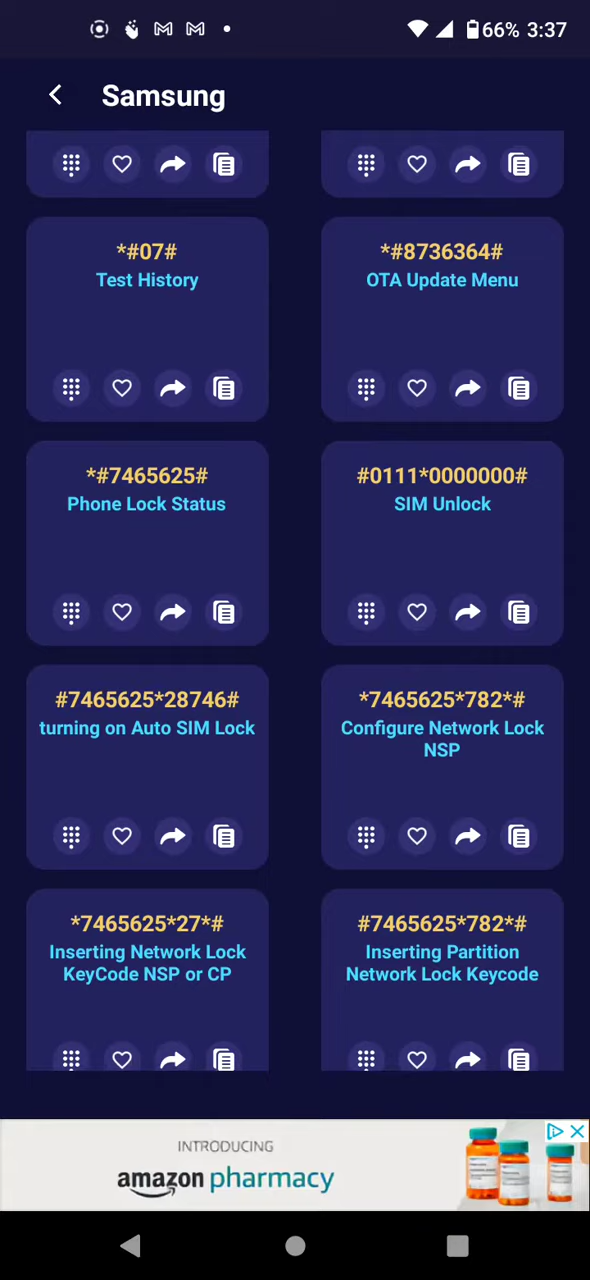 66% 3:37
Samsung
*#07#
Test History
*#8736364#
OTA Update Menu
*#7465625#
Phone Lock Status
#0111*0000000#
SIM Unlock
#7465625*28746#
turning on Auto SIM Lock
*7465625*782*#
Configure Network Lock
NSP
*7465625*27*#
Inserting Network Lock
KeyCode NSP or CP
#7465625*782*#
Inserting Partition
Network Lock Keycode
INTRODUCING
amazon pharmacy